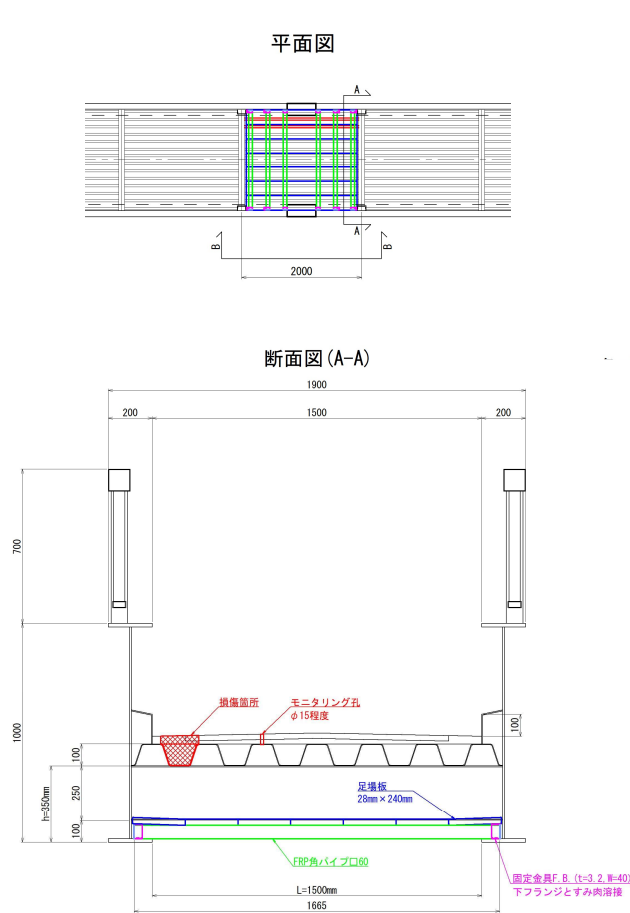 平面図
A
A
B
B
2000
断面図(A-A)
1900
200
1500
200
700
1000
損傷箇所
モニタリング孔
φ15程度
100
100
250
h=350mm
100
足場板
28mm×240mm
FRP角パイプロ60
固定金具F.B.(t=3.2,W=40)
下フランジとすみ肉溶接
L=1500mm
1665